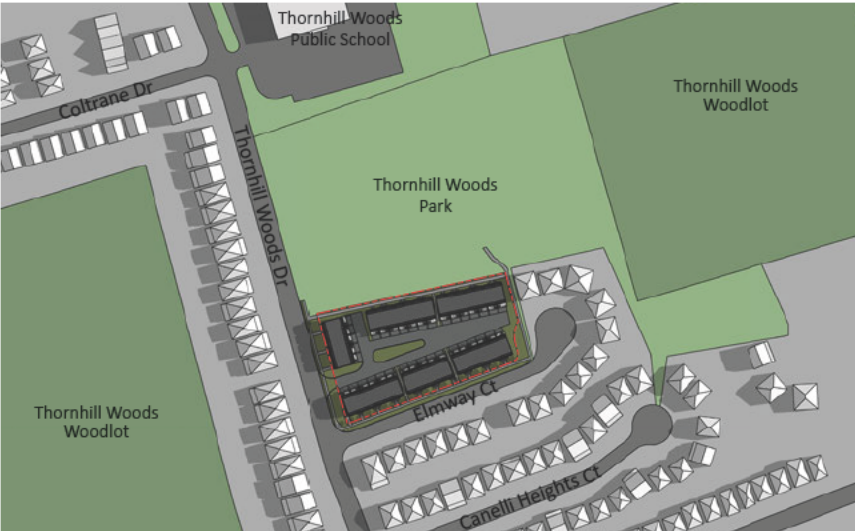 Thornhill Woods
Public School
Coltrane Dr
Thornhill Woods
Woodlot
Thornhill Woods Dr
Thornhill Woods
Park
Thornhill Woods
Woodlot
Elmway Ct
Canelli Heights Ct